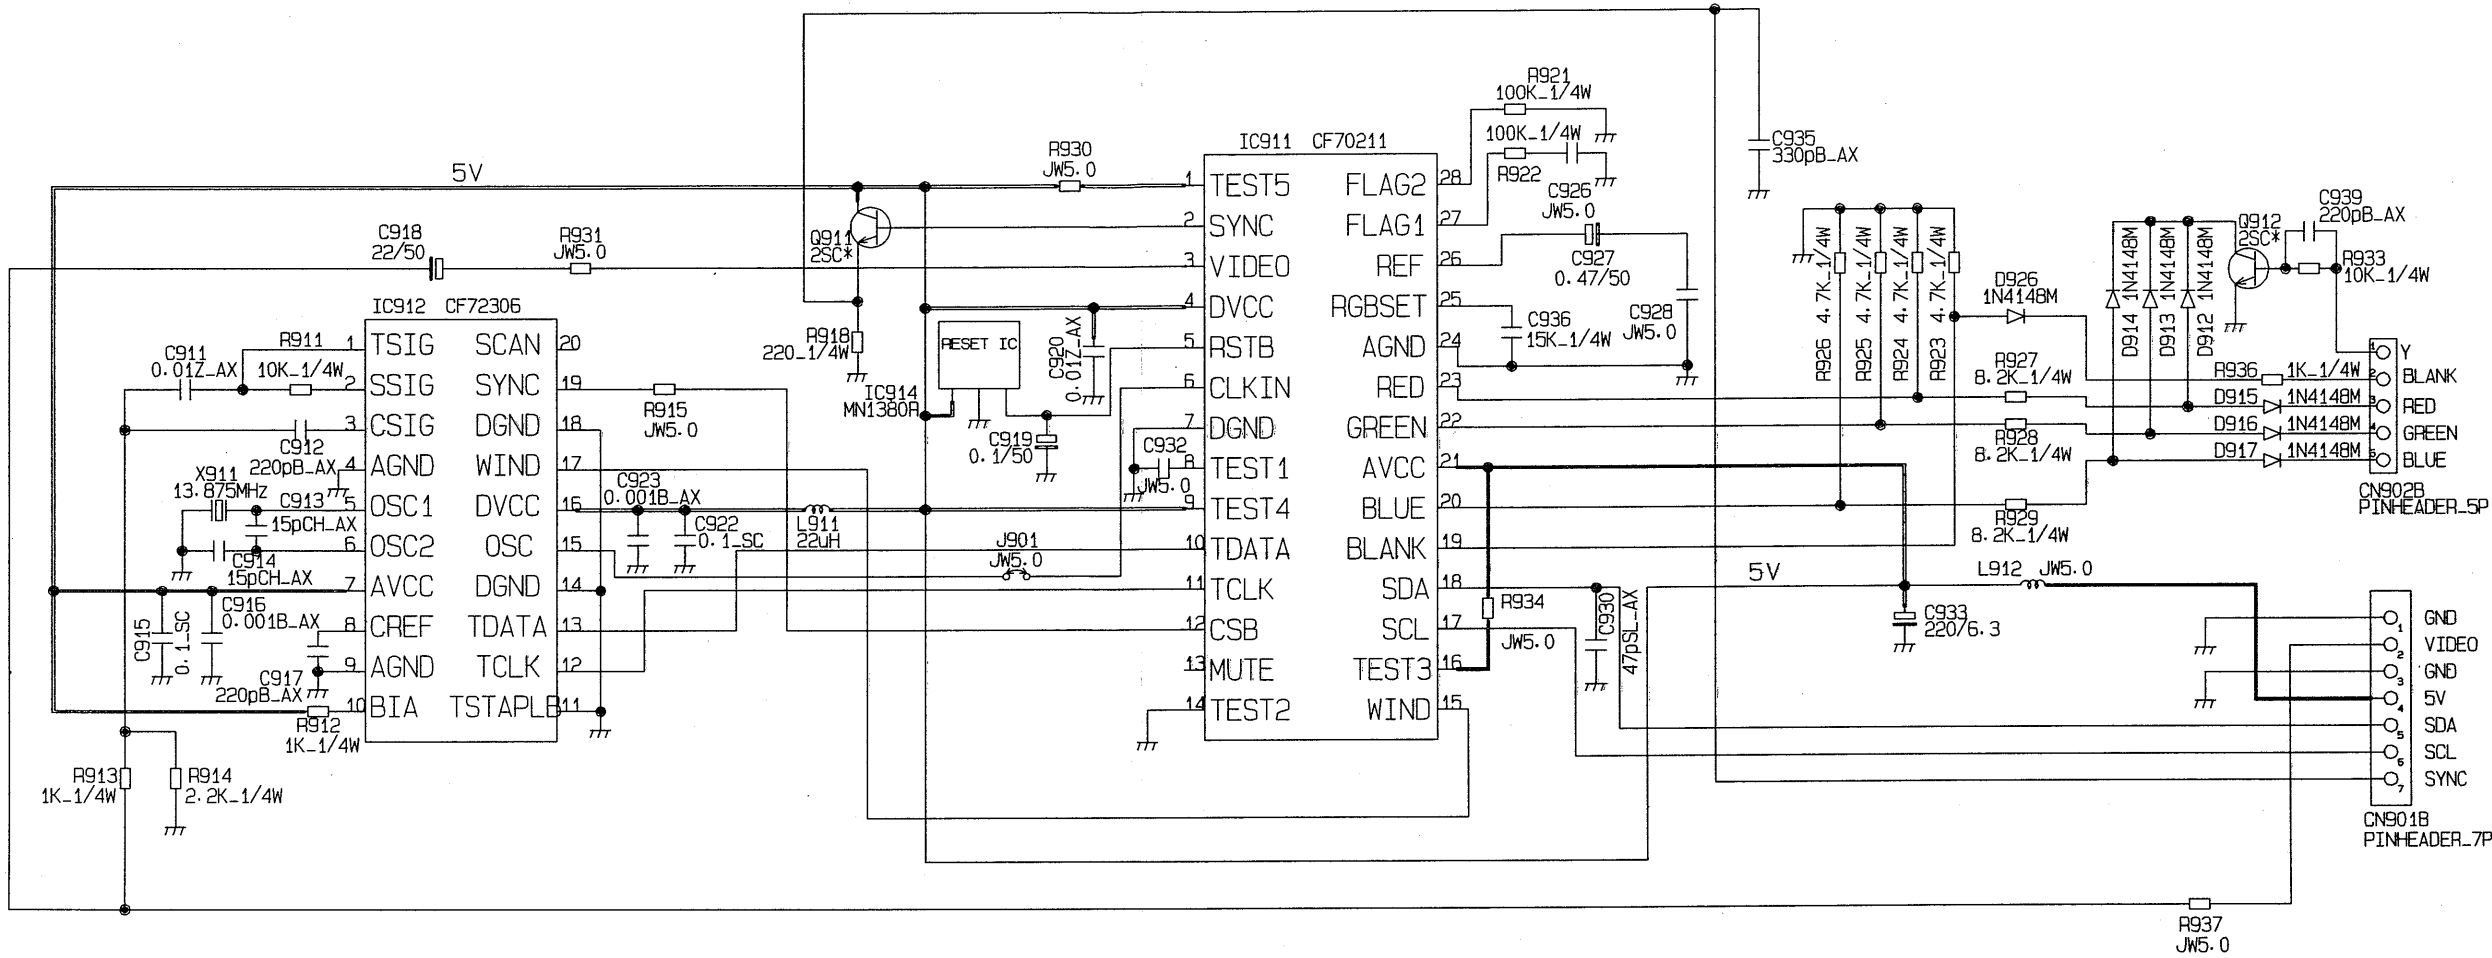 5V
C918
22/50
R931
JW5.0
R930
JW5.0
Q911
2SC*
R918
220_1/4W
IC912 CF72306
1 TSIG
2 SSIG
3 CSIG
4 AGND
5 OSC1
6 OSC2
7 AVCC
8 CREF
9 AGND
10 BIA
SCAN 20
SYNC 19
DGND 18
WIND 17
DVCC 16
OSC 15
DGND 14
TDATA 13
TCLK 12
TSTAPLB 11
C911
0.01Z_AX
R911
10K_1/4W
C912
220pB_AX
X911
13.875MHz
C913
15pCH_AX
C914
15pCH_AX
C915
0.1_SC
C916
0.001B_AX
C917
220pB_AX
R912
1K_1/4W
R913
1K_1/4W
R914
2.2K_1/4W
R915
JW5.0
C923
0.001B_AX
C922
0.1_SC
L911
22uH
RESET IC
IC914
MN1380R
C919
0.1/50
C920
0.01Z_AX
C932
JW5.0
J901
JW5.0
IC911 CF70211
1 TEST5
2 SYNC
3 VIDEO
4 DVCC
5 RSTB
6 CLKIN
7 DGND
8 TEST1
9 TEST4
10 TDATA
11 TCLK
12 CSB
13 MUTE
14 TEST2
FLAG2 28
FLAG1 27
REF 26
RGBSET 25
AGND 24
RED 23
GREEN 22
AVCC 21
BLUE 20
BLANK 19
SDA 18
SCL 17
TEST3 16
WIND 15
R921
100K_1/4W
100K_1/4W
R922
C926
JW5.0
C927
0.47/50
C928
JW5.0
C936
15K_1/4W
C935
330pB_AX
R934
JW5.0
C930
47pSL_AX
5V
C933
220/6.3
L912 JW5.0
R926 4.7K_1/4W
R925 4.7K_1/4W
R924 4.7K_1/4W
R923 4.7K_1/4W
D926
1N4148M
R927
8.2K_1/4W
R928
8.2K_1/4W
R929
8.2K_1/4W
D914 1N4148M
D913 1N4148M
D912 1N4148M
Q912
2SC*
C939
220pB_AX
R933
10K_1/4W
R936 1K_1/4W
D915 1N4148M
D916 1N4148M
D917 1N4148M
1 Y
2 BLANK
3 RED
4 GREEN
5 BLUE
CN902B
PINHEADER_5P
1 GND
2 VIDEO
3 GND
4 5V
5 SDA
6 SCL
7 SYNC
CN901B
PINHEADER_7P
R937
JW5.0